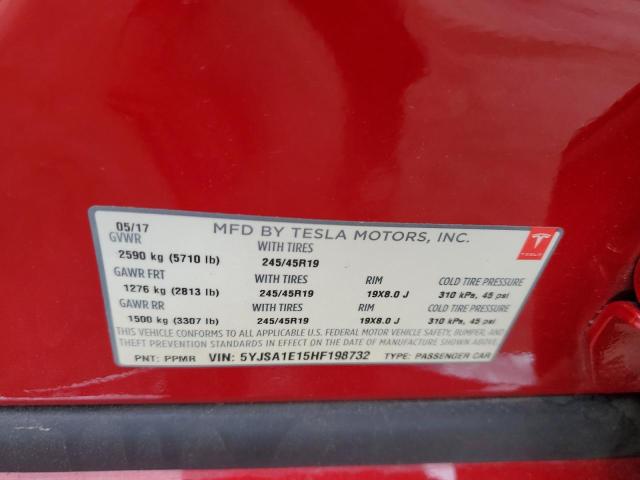 05/17 MFD BY TESLA MOTORS, INC.
GVWR WITH TIRES
2590 kg (5710 lb) 245/45R19
GAWR FRT WITH TIRES RIM COLD TIRE PRESSURE
1276 kg (2813 lb) 245/45R19 19X8.0 J 310 kPa, 45 psi
GAWR RR WITH TIRES RIM COLD TIRE PRESSURE
1500 kg (3307 lb) 245/45R19 19X8.0 J 310 kPa, 45 psi
THIS VEHICLE CONFORMS TO ALL APPLICABLE U.S. FEDERAL MOTOR VEHICLE SAFETY, BUMPER, AND
THEFT PREVENTION STANDARDS IN EFFECT ON THE DATE OF MANUFACTURE SHOWN ABOVE.
PNT: PPMR VIN: 5YJSA1E15HF198732 TYPE: PASSENGER CAR
TESLA